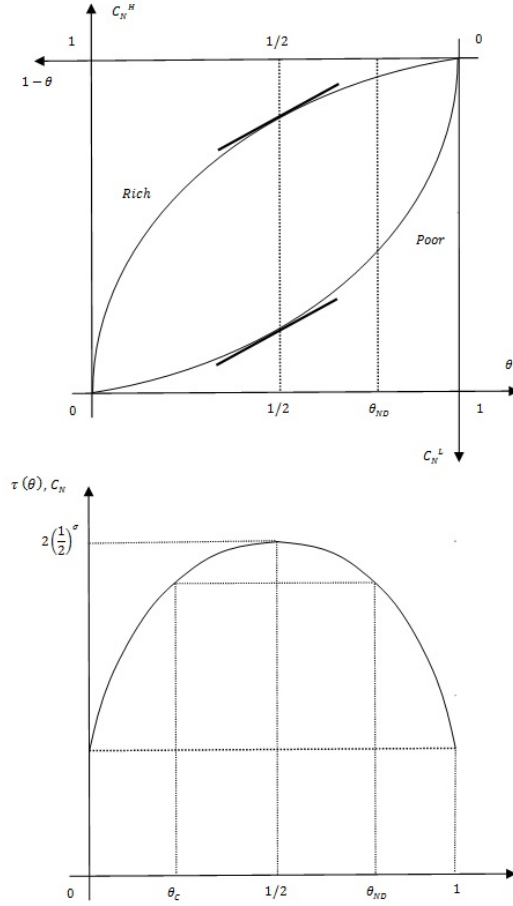 C_N^H
1 1/2 0
1 − θ
Rich
Poor
θ
0 1/2 θ_ND 1
C_N^L
τ(θ), C_N
2(1/2)^σ
0 θ_C 1/2 θ_ND 1